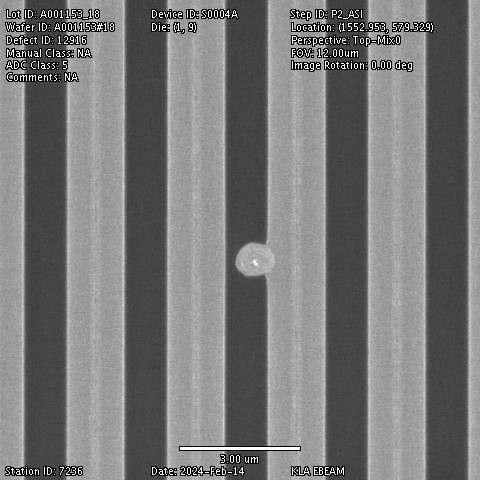 Lot ID: A001153_18 Device ID: S0004A Step ID: P2_ASI
Wafer ID: A001153#18 Die: (1, 9) Location: (1552.953, 579.329)
Defect ID: 12916 Perspective: Top-Mix0
Manual Class: NA FOV: 12.00um
ADC Class: 5 Image Rotation: 0.00 deg
Comments: NA
3.00 um
Station ID: 7236 Date: 2024-Feb-14 KLA EBEAM